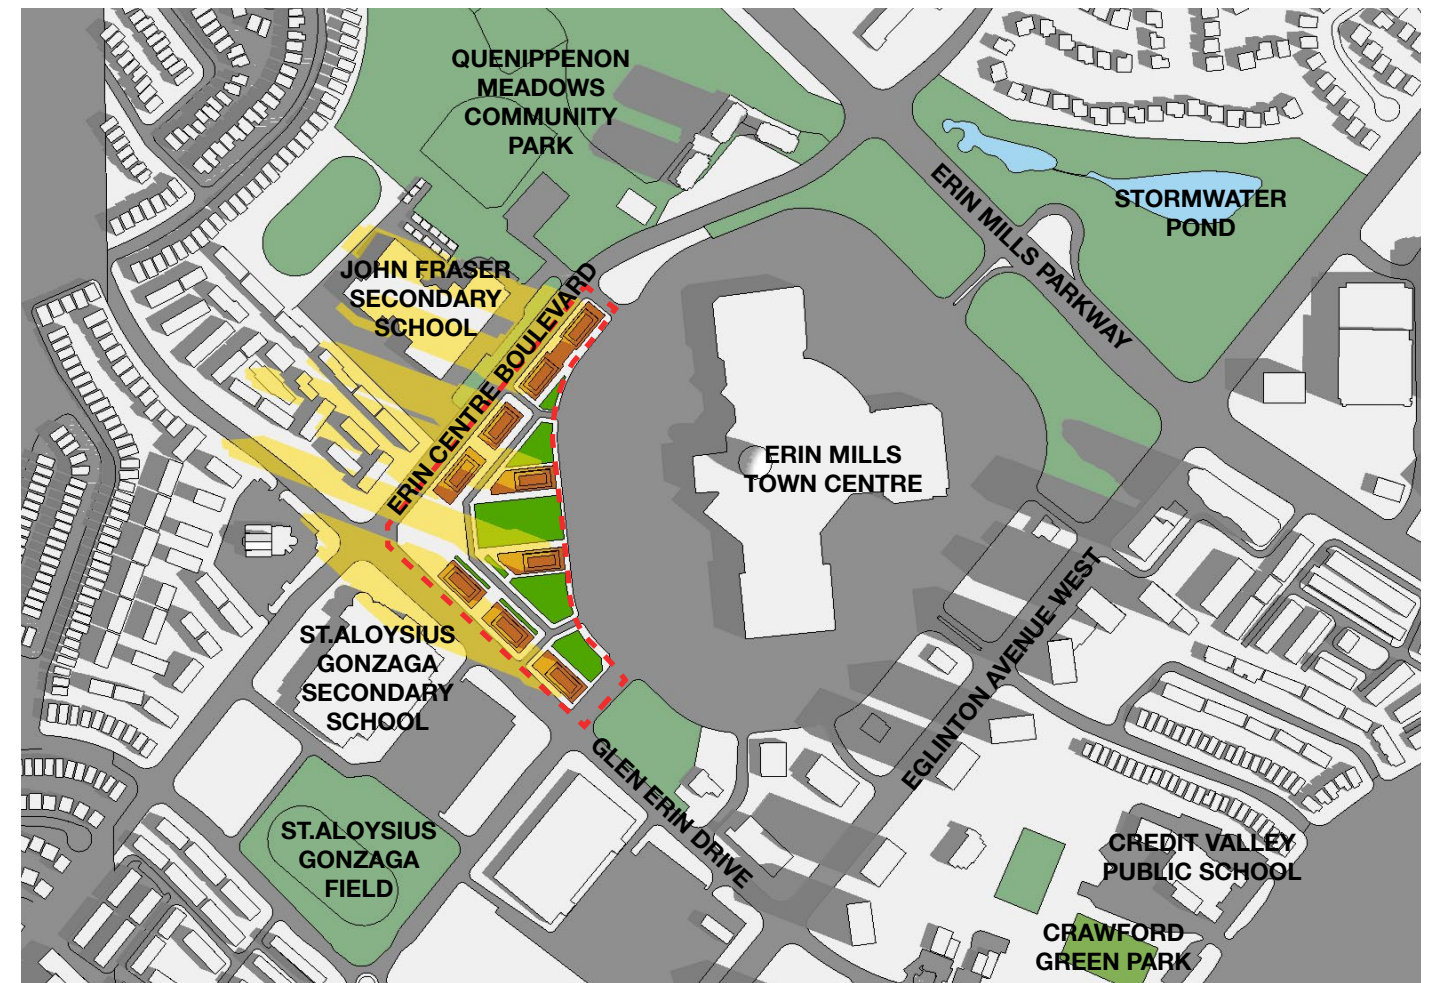 QUENIPPENON
MEADOWS
COMMUNITY
PARK
ERIN MILLS PARKWAY
STORMWATER
POND
JOHN FRASER
SECONDARY
SCHOOL
ERIN CENTRE BOULEVARD
ERIN MILLS
TOWN CENTRE
EGLINTON AVENUE WEST
ST.ALOYSIUS
GONZAGA
SECONDARY
SCHOOL
GLEN ERIN DRIVE
ST.ALOYSIUS
GONZAGA
FIELD
CREDIT VALLEY
PUBLIC SCHOOL
CRAWFORD
GREEN PARK